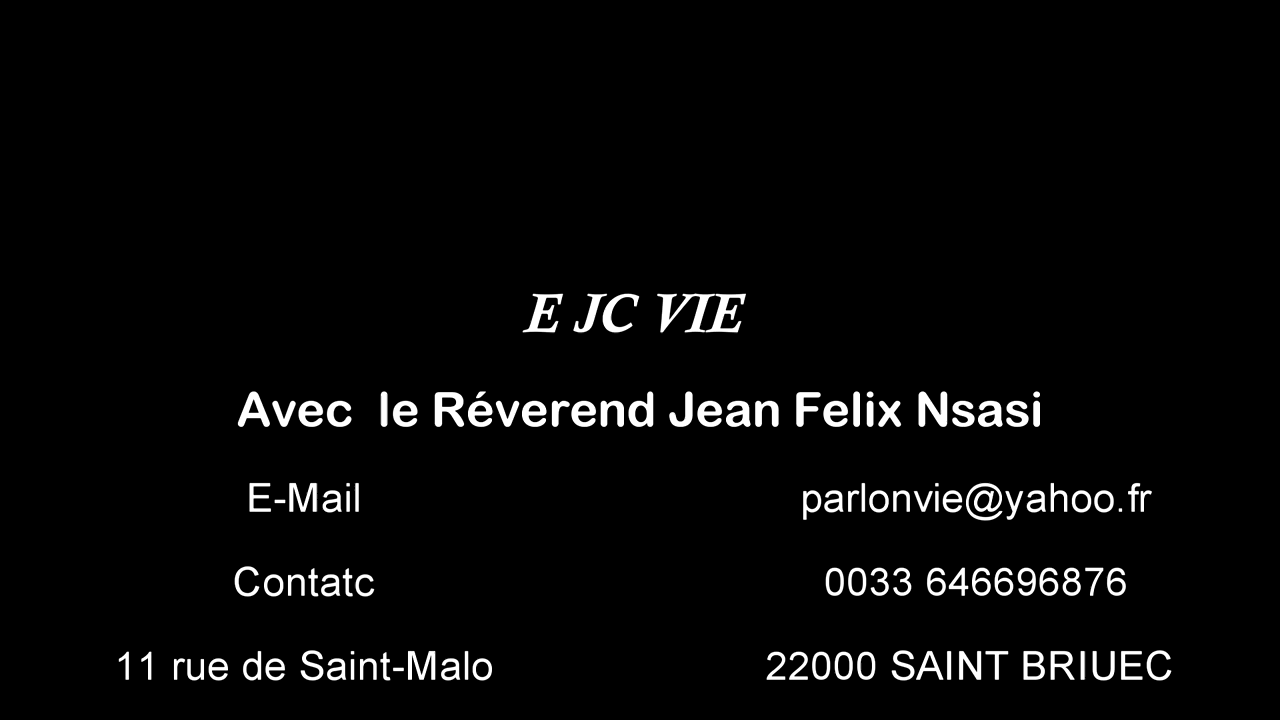 E JC VIE
Avec le Réverend Jean Felix Nsasi
E-Mail parlonvie@yahoo.fr
Contatc 0033 646696876
11 rue de Saint-Malo 22000 SAINT BRIUEC